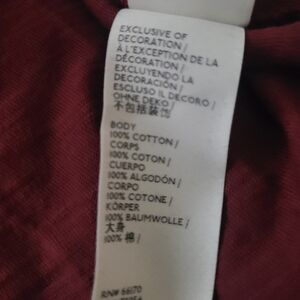 EXCLUSIVE OF
DECORATION /
À L'EXCEPTION DE LA
DÉCORATION /
EXCLUYENDO LA
DECORACIÓN /
ESCLUSO IL DECORO /
OHNE DEKO /
不包括装饰
BODY
100% COTTON /
CORPS
100% COTON /
CUERPO
100% ALGODÓN /
CORPO
100% COTONE /
KÖRPER
100% BAUMWOLLE /
大身
100% 棉 /
RN# 66170